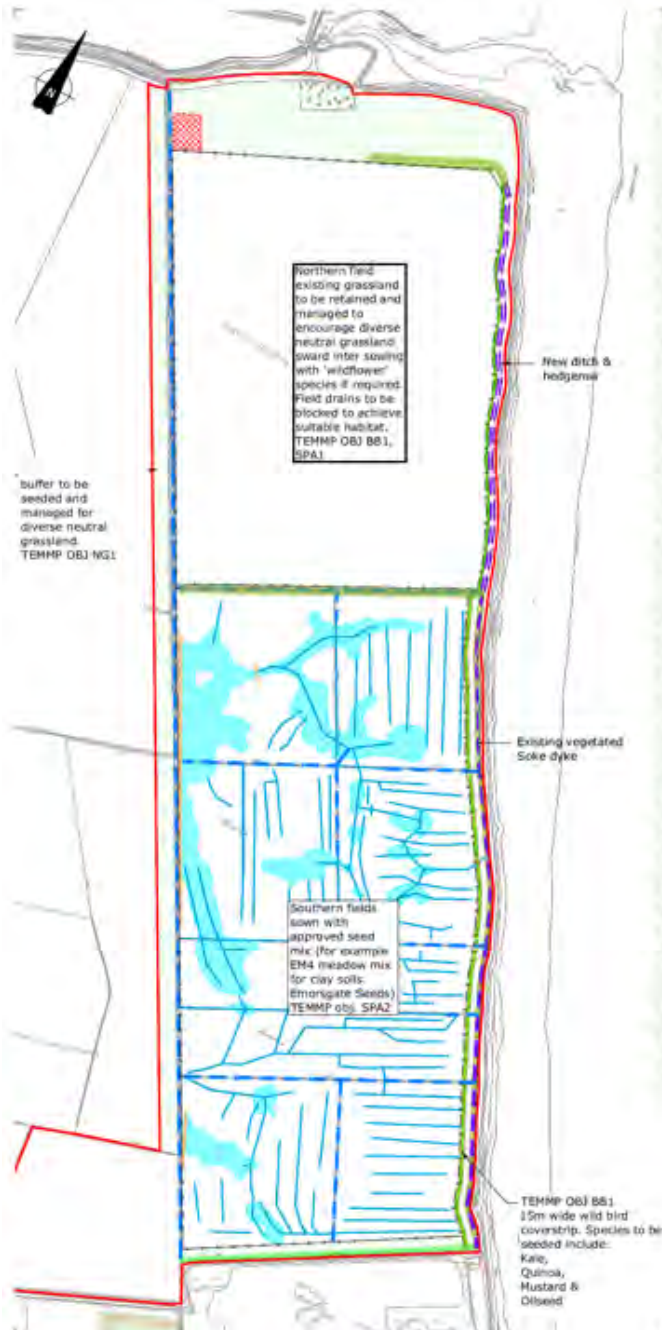 N
Northern field
existing grassland
to be retained and
managed to
encourage diverse
neutral grassland
sward inter sowing
with 'wildflower'
species if required.
Field drains to be
blocked to achieve
suitable habitat.
TEMMP OBJ BB1,
SPA1
New ditch &
buffer to be
seeded and
managed for
diverse neutral
grassland.
TEMMP OBJ NG1
Existing vegetated
Soke dyke
Southern fields
sown with
approved seed
mix (for example
EM4 meadow mix
for clay soils.
Emorsgate Seeds)
TEMMP obj. SPA2
TEMMP OBJ BB1
15m wide wild bird
coverstrip. Species to be
seeded include:
Kale,
Quinoa,
Mustard &
Oilseed